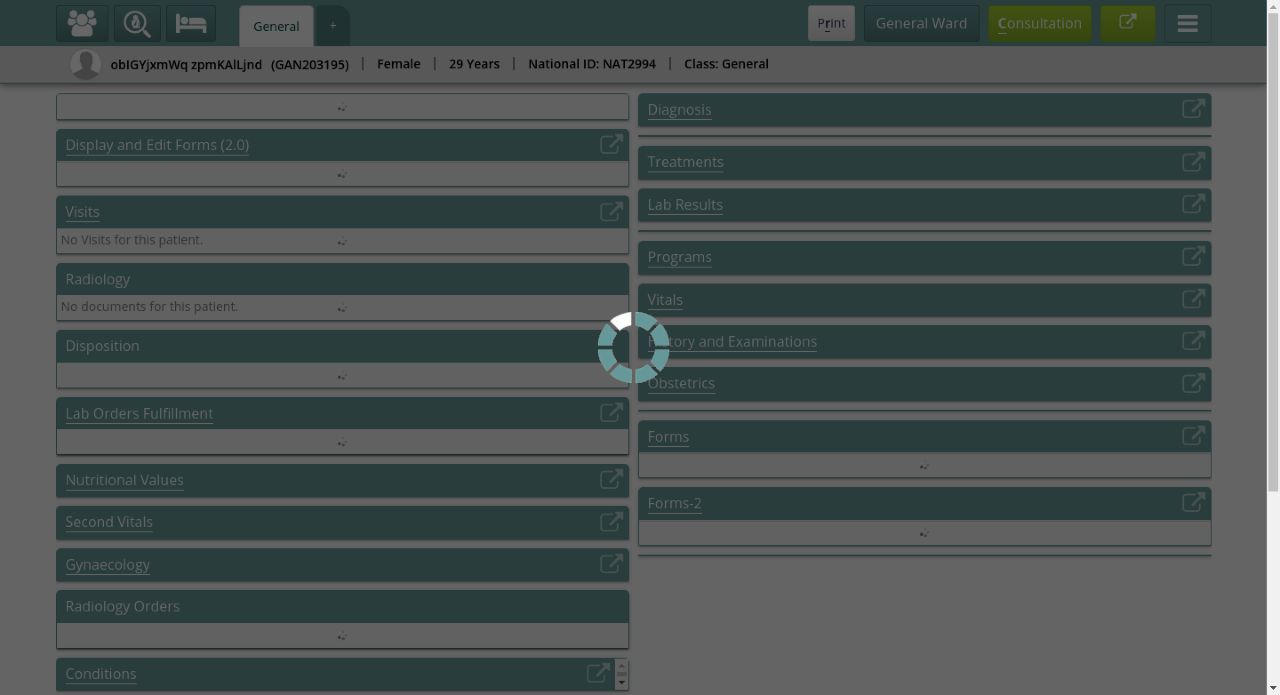 General
+
Print
General Ward
Consultation
obIGYjxmWq zpmKAlLjnd (GAN203195) | Female | 29 Years | National ID: NAT2994 | Class: General
Display and Edit Forms (2.0)
Visits
No Visits for this patient.
Radiology
No documents for this patient.
Disposition
Lab Orders Fulfillment
Nutritional Values
Second Vitals
Gynaecology
Radiology Orders
Conditions
Diagnosis
Treatments
Lab Results
Programs
Vitals
History and Examinations
Obstetrics
Forms
Forms-2